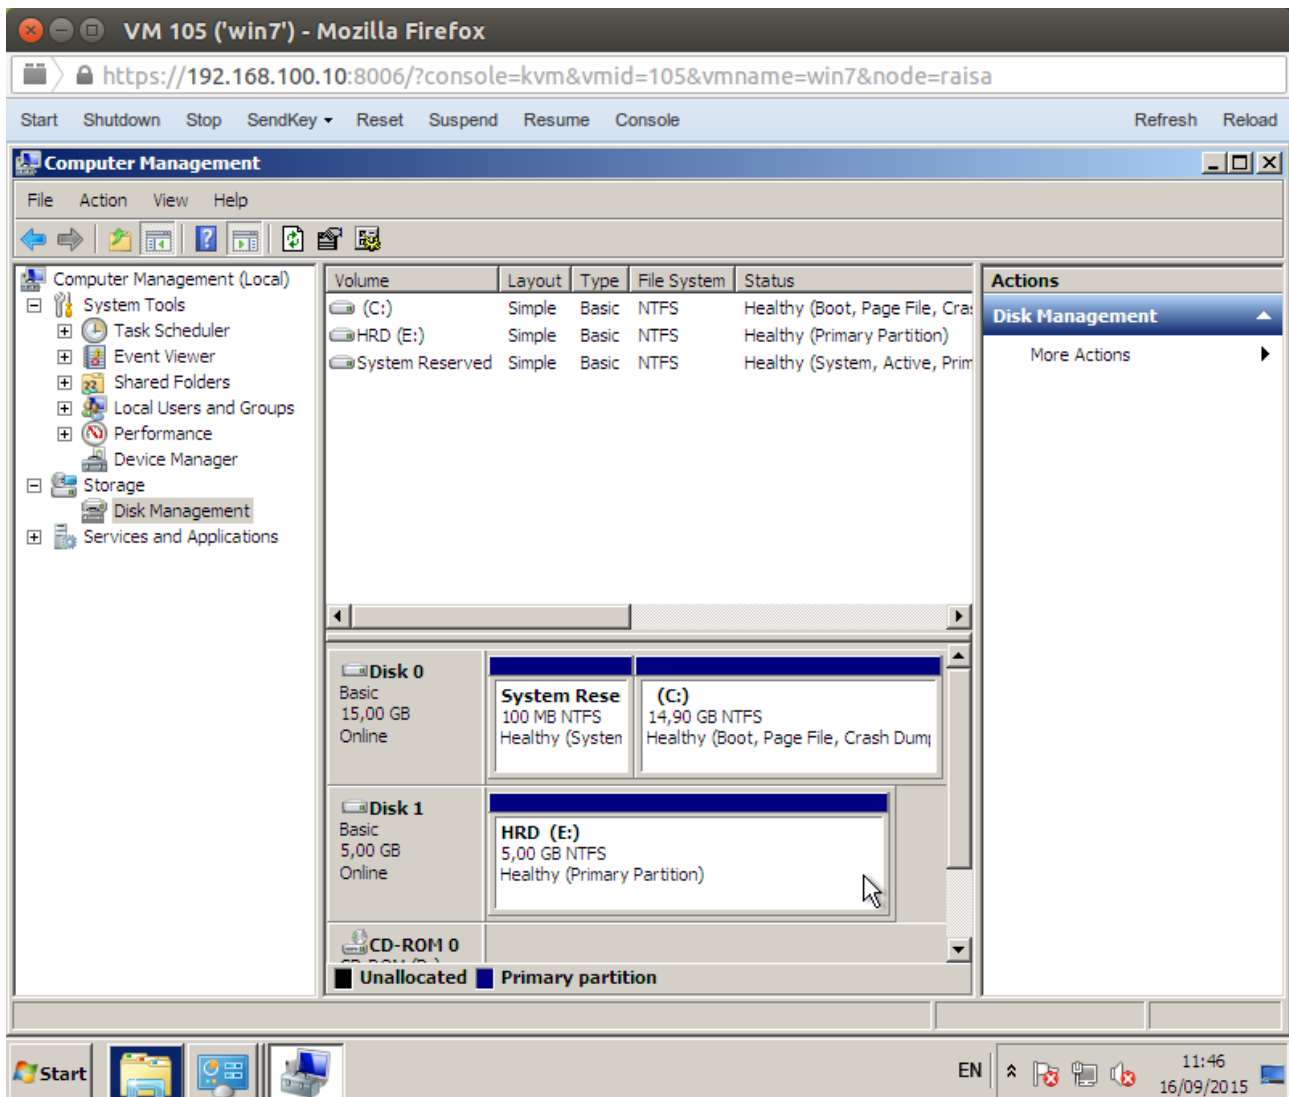 VM 105 ('win7') - Mozilla Firefox
https://192.168.100.10:8006/?console=kvm&vmid=105&vmname=win7&node=raisa
Start Shutdown Stop SendKey Reset Suspend Resume Console Refresh Reload
Computer Management
File Action View Help
Computer Management (Local)
System Tools
Task Scheduler
Event Viewer
Shared Folders
Local Users and Groups
Performance
Device Manager
Storage
Disk Management
Services and Applications
Volume Layout Type File System Status
(C:) Simple Basic NTFS Healthy (Boot, Page File, Cras
HRD (E:) Simple Basic NTFS Healthy (Primary Partition)
System Reserved Simple Basic NTFS Healthy (System, Active, Prim
Actions
Disk Management
More Actions
Disk 0
Basic
15,00 GB
Online
System Rese
100 MB NTFS
Healthy (System
(C:)
14,90 GB NTFS
Healthy (Boot, Page File, Crash Dump
Disk 1
Basic
5,00 GB
Online
HRD (E:)
5,00 GB NTFS
Healthy (Primary Partition)
CD-ROM 0
Unallocated Primary partition
Start EN 11:46
16/09/2015